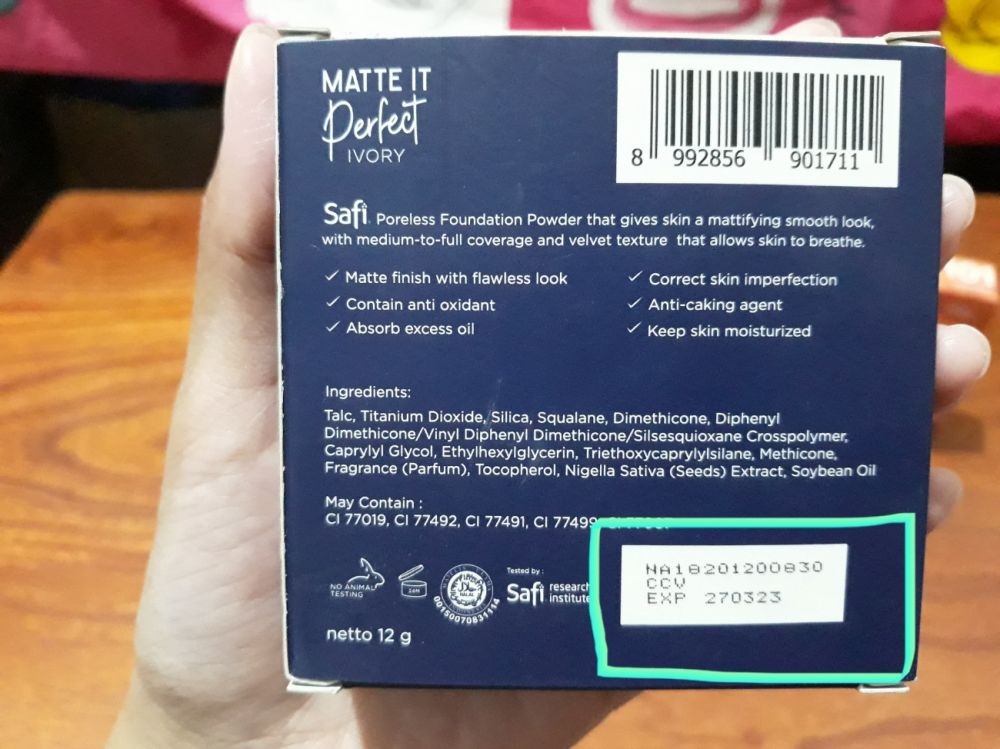 MATTE IT
Perfect
IVORY
8 992856 901711
Safi Poreless Foundation Powder that gives skin a mattifying smooth look,
with medium-to-full coverage and velvet texture that allows skin to breathe.
✓ Matte finish with flawless look
✓ Contain anti oxidant
✓ Absorb excess oil
✓ Correct skin imperfection
✓ Anti-caking agent
✓ Keep skin moisturized
Ingredients:
Talc, Titanium Dioxide, Silica, Squalane, Dimethicone, Diphenyl
Dimethicone/Vinyl Diphenyl Dimethicone/Silsesquioxane Crosspolymer,
Caprylyl Glycol, Ethylhexylglycerin, Triethoxycaprylylsilane, Methicone,
Fragrance (Parfum), Tocopherol, Nigella Sativa (Seeds) Extract, Soybean Oil
May Contain :
CI 77019, CI 77492, CI 77491, CI 77499
NO ANIMAL
TESTING
24M
HALAL
00150070831114
Tested by :
Safi research
institute
netto 12 g
NA18201200830
CCV
EXP 270323